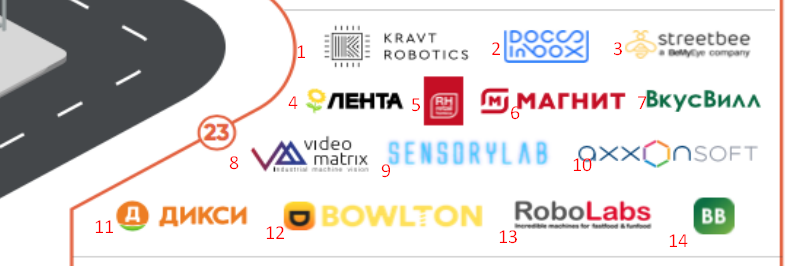 1 KRAVT
ROBOTICS
2 DOCS
inBOX
3 streetbee
a BeMyEye company
4 ЛЕНТА
5 RH
6 М МАГНИТ
7 ВкусВилл
23
8 video
matrix
industrial machine vision
9 SENSORYLAB
10 axxonsoft
11 Д ДИКСИ
12 BOWLTON
13 RoboLabs
Incredible machines for fastfood & funfood
14 ВВ